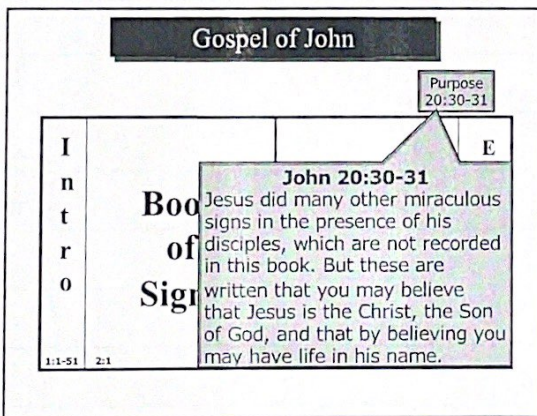 Gospel of John
Purpose
20:30-31
I
n
t
r
o
1:1-51
Boo
of
Sig
2:1
E
John 20:30-31
Jesus did many other miraculous
signs in the presence of his
disciples, which are not recorded
in this book. But these are
written that you may believe
that Jesus is the Christ, the Son
of God, and that by believing you
may have life in his name.